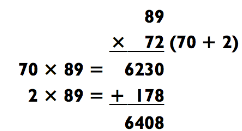 89
× 72 (70 + 2)
70 × 89 = 6230
2 × 89 = + 178
6408